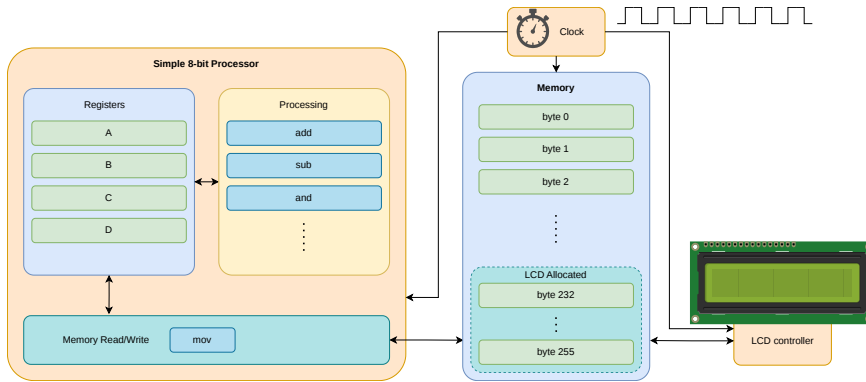 Clock
Simple 8-bit Processor
Registers
A
B
C
D
Processing
add
sub
and
Memory Read/Write
mov
Memory
byte 0
byte 1
byte 2
LCD Allocated
byte 232
byte 255
LCD controller